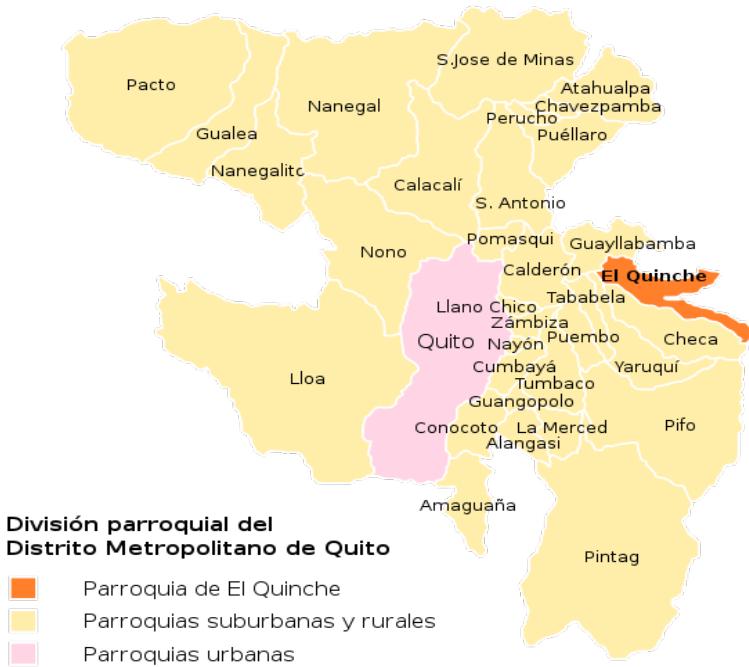 S.Jose de Minas
Pacto
Atahualpa
Nanegal
Chavezpamba
Perucho
Gualea
Puéllaro
Nanegalito
Calacalí
S. Antonio
Pomasqui
Guayllabamba
Nono
Calderón
El Quinche
Tababela
Llano Chico
Zámbiza
Puembo
Checa
Quito
Nayón
Cumbayá
Yaruquí
Lloa
Tumbaco
Guangopolo
Conocoto
La Merced
Pifo
Alangasi
Amaguaña
Pintag
División parroquial del
Distrito Metropolitano de Quito
Parroquia de El Quinche
Parroquias suburbanas y rurales
Parroquias urbanas